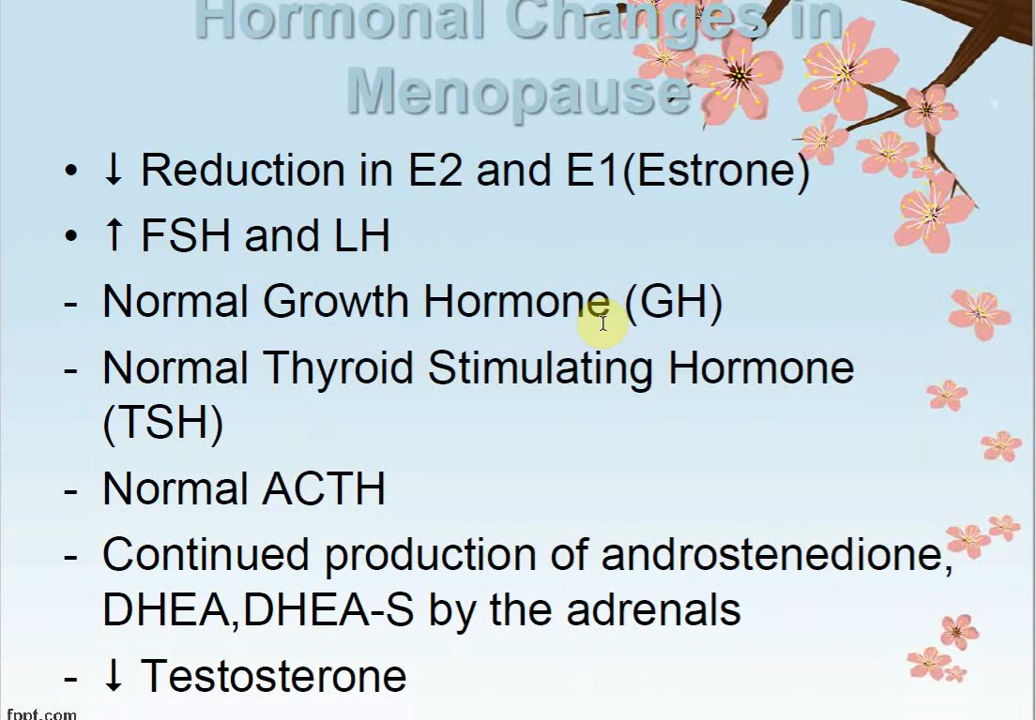 Hormonal Changes in
Menopause
• ↓ Reduction in E2 and E1(Estrone)
• ↑ FSH and LH
- Normal Growth Hormone (GH)
- Normal Thyroid Stimulating Hormone
(TSH)
- Normal ACTH
- Continued production of androstenedione,
DHEA,DHEA-S by the adrenals
- ↓ Testosterone
fppt.com